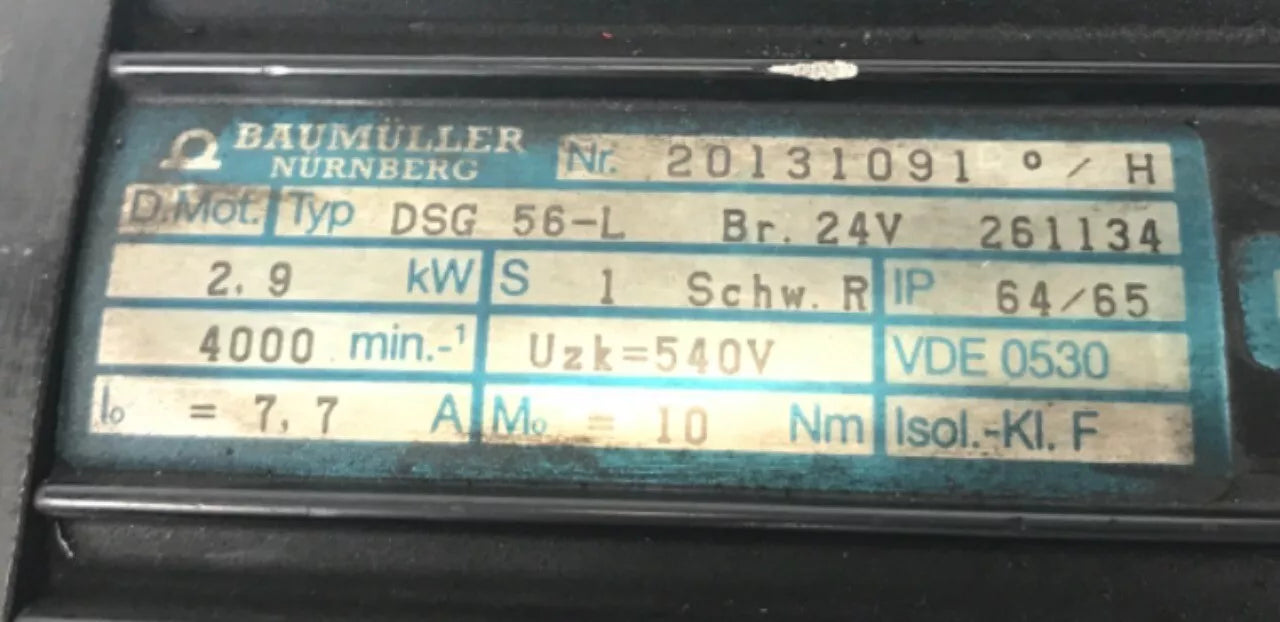 BAUMÜLLER
NÜRNBERG
Nr. 20131091 º / H
D.Mot. Typ DSG 56-L Br. 24V 261134
2,9 kW S 1 Schw. R IP 64/65
4000 min.-¹ Uzk=540V VDE 0530
I₀ = 7,7 A M₀ = 10 Nm Isol.-Kl. F